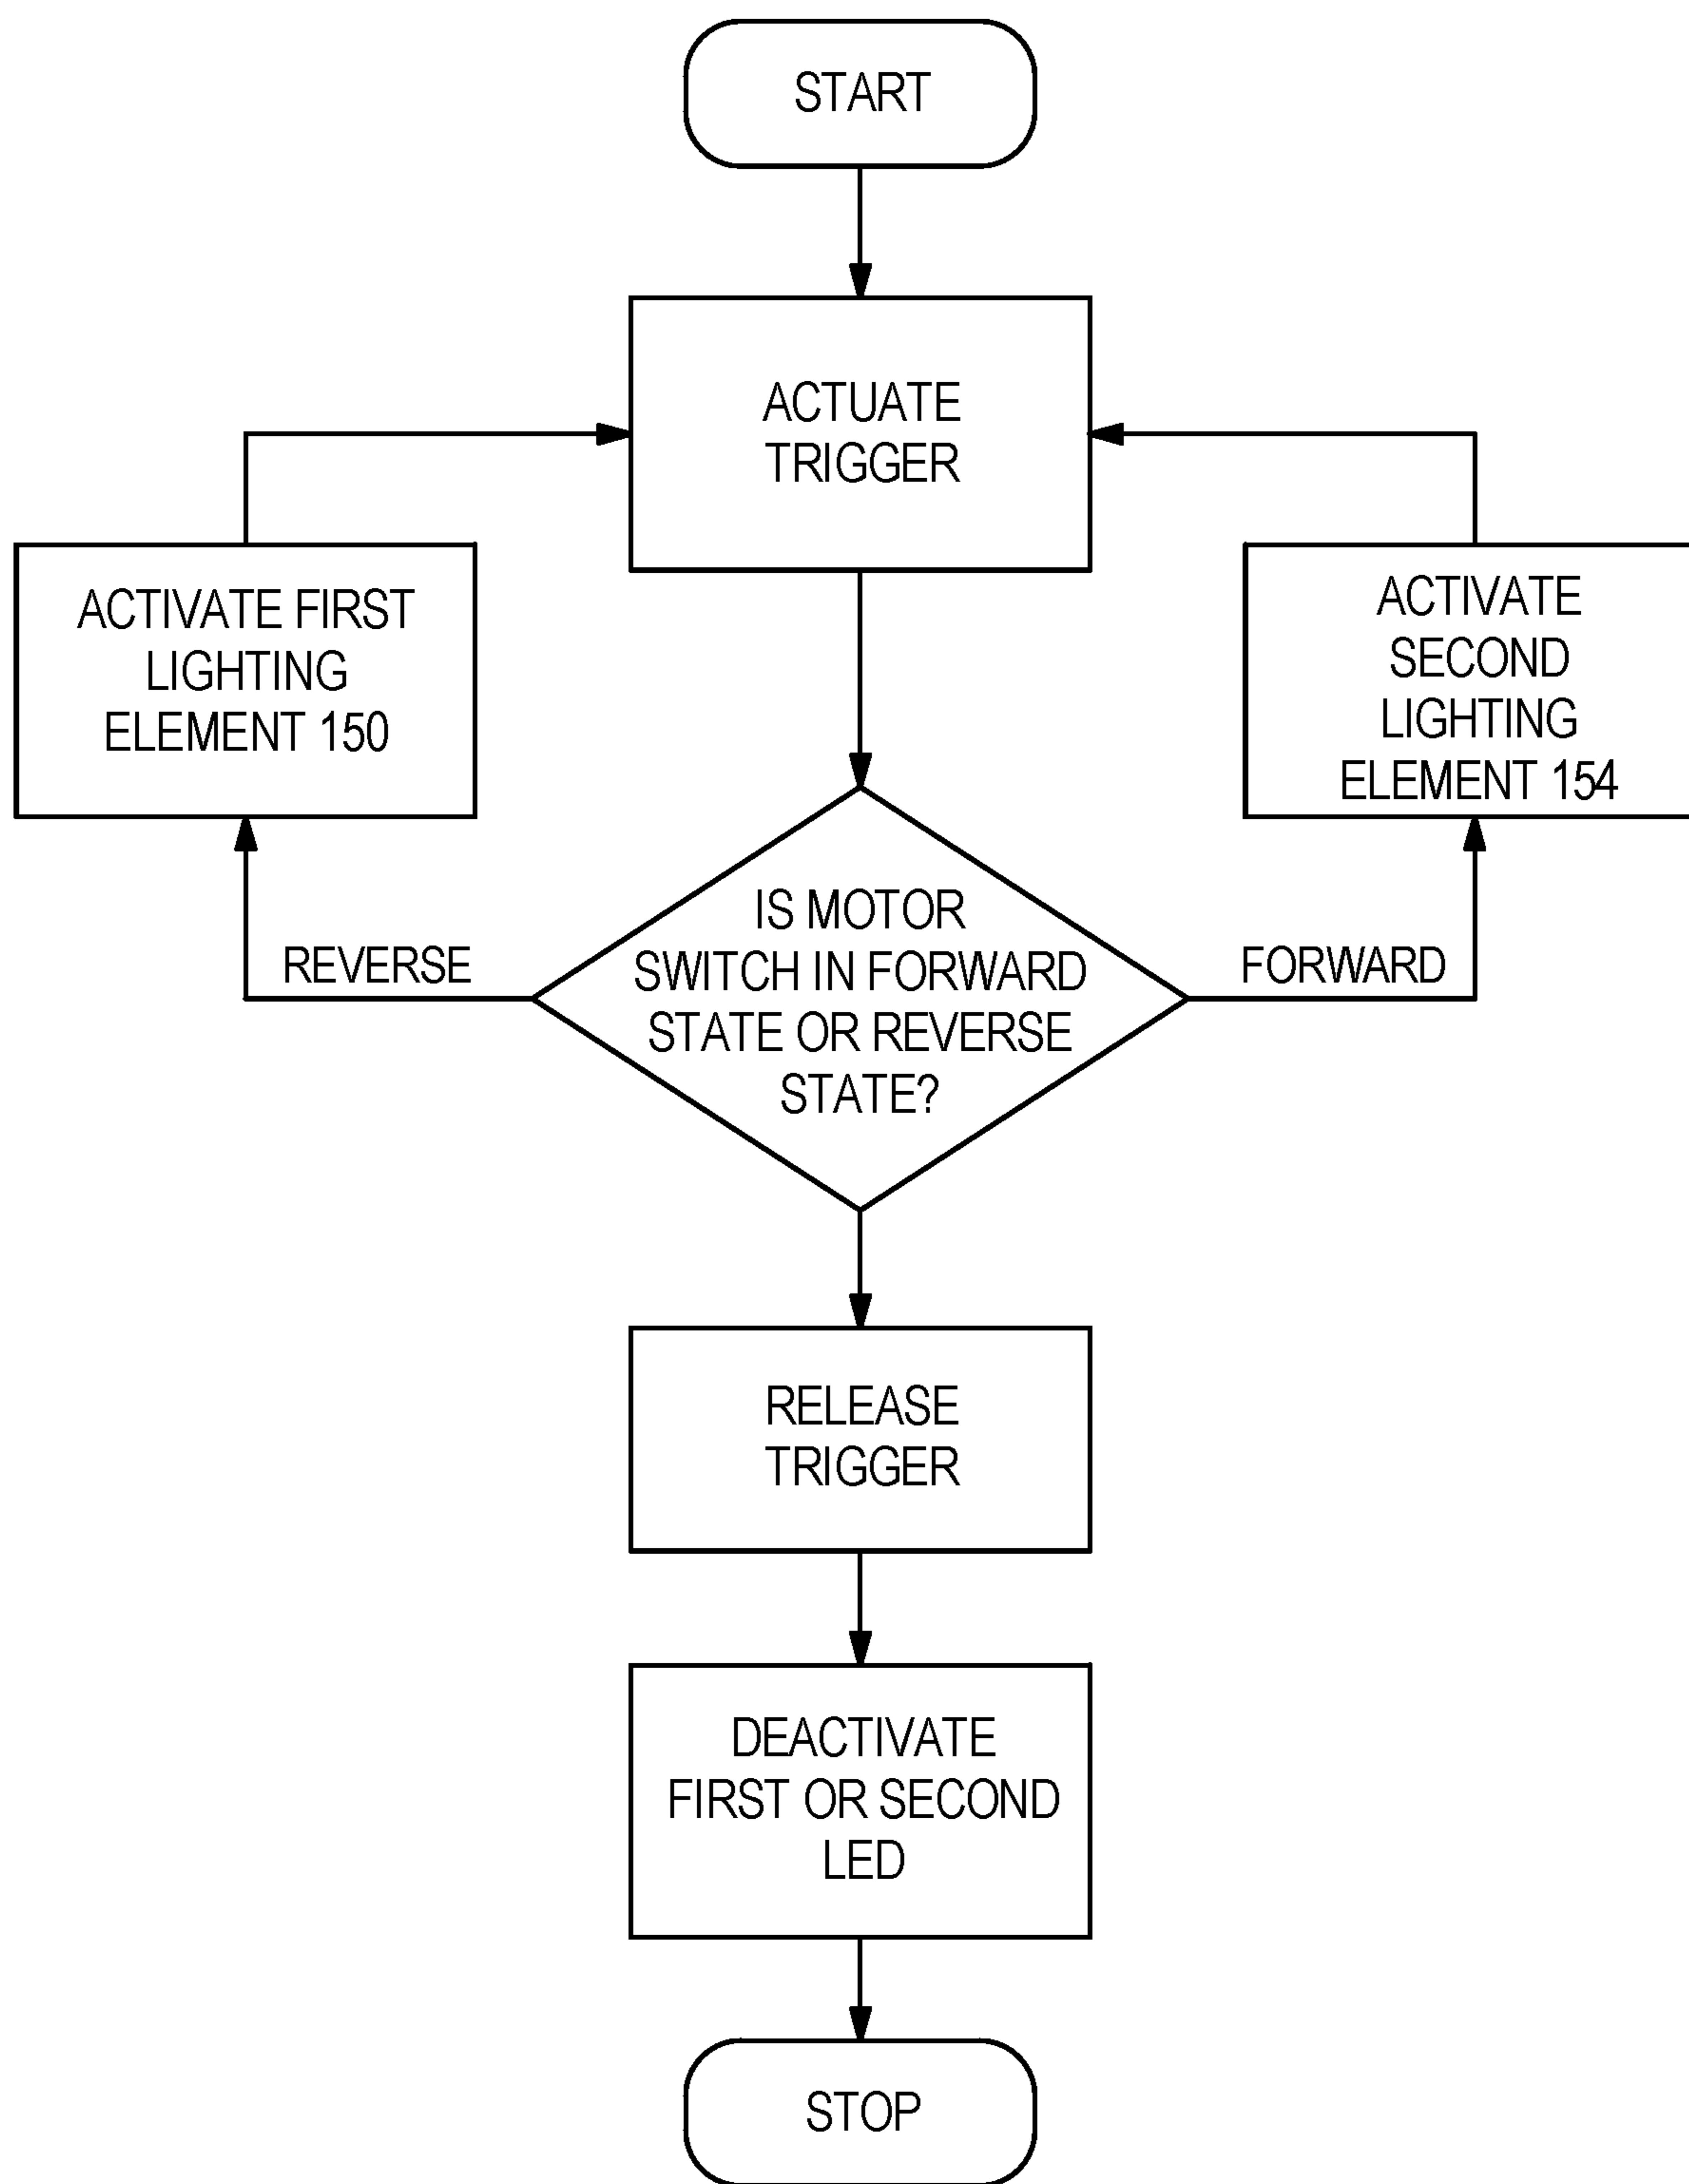 START
ACTUATE
TRIGGER
ACTIVATE FIRST
LIGHTING
ELEMENT 150
ACTIVATE
SECOND
LIGHTING
ELEMENT 154
IS MOTOR
SWITCH IN FORWARD
STATE OR REVERSE
STATE?
REVERSE
FORWARD
RELEASE
TRIGGER
DEACTIVATE
FIRST OR SECOND
LED
STOP